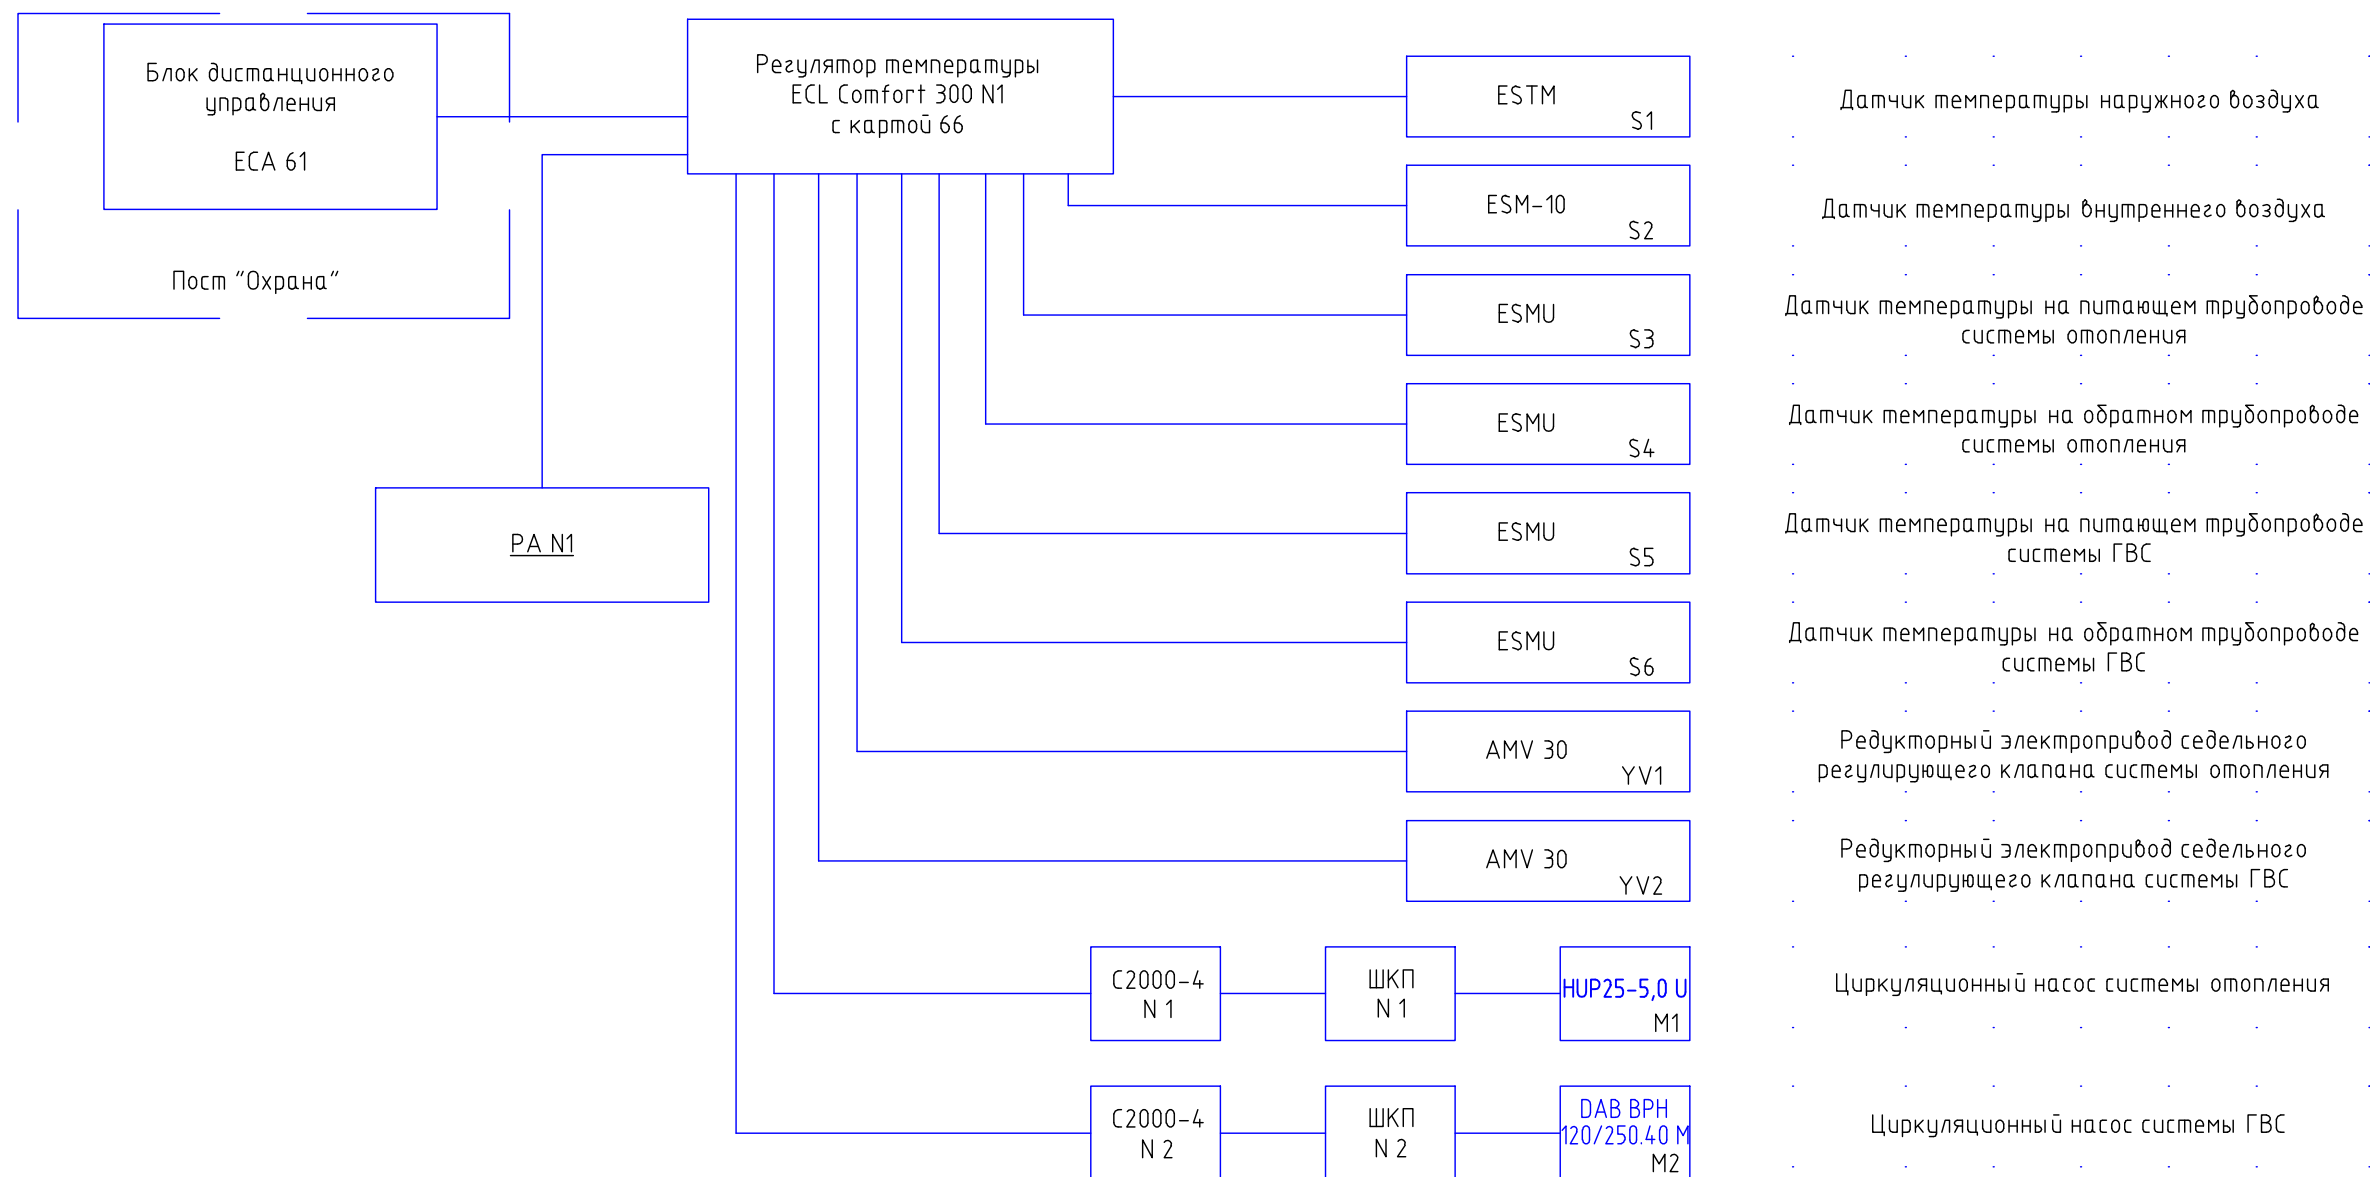 Блок дистанционного
управления
ECA 61
Пост "Охрана"
Регулятор температуры
ECL Comfort 300 N1
с картой 66
PA N1
ESTM
S1
Датчик температуры наружного воздуха
ESM-10
S2
Датчик температуры внутреннего воздуха
ESMU
S3
Датчик температуры на питающем трубопроводе
системы отопления
ESMU
S4
Датчик температуры на обратном трубопроводе
системы отопления
ESMU
S5
Датчик температуры на питающем трубопроводе
системы ГВС
ESMU
S6
Датчик температуры на обратном трубопроводе
системы ГВС
AMV 30
YV1
Редукторный электропривод седельного
регулирующего клапана системы отопления
AMV 30
YV2
Редукторный электропривод седельного
регулирующего клапана системы ГВС
С2000-4
N 1
ШКП
N 1
HUP25-5,0 U
M1
Циркуляционный насос системы отопления
С2000-4
N 2
ШКП
N 2
DAB BPH
120/250.40 M
M2
Циркуляционный насос системы ГВС